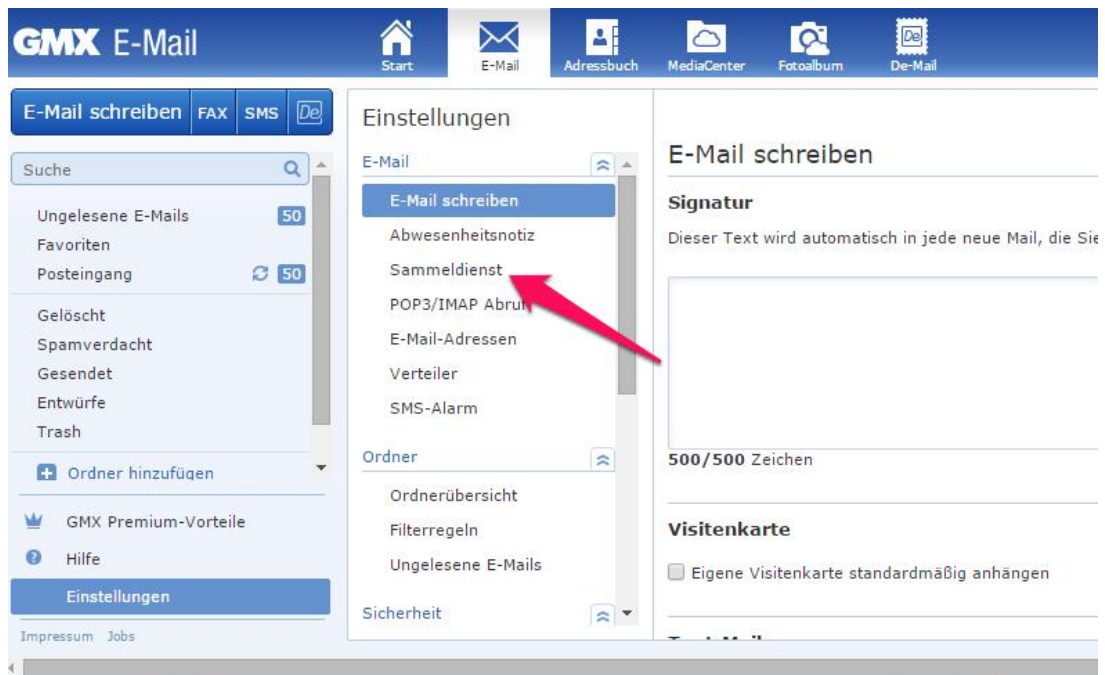 GMX E-Mail
Start
E-Mail
Adressbuch
MediaCenter
Fotoalbum
De-Mail
E-Mail schreiben FAX SMS De
Suche
Ungelesene E-Mails 50
Favoriten
Posteingang 50
Gelöscht
Spamverdacht
Gesendet
Entwürfe
Trash
Ordner hinzufügen
GMX Premium-Vorteile
Hilfe
Einstellungen
Impressum Jobs
Einstellungen
E-Mail
E-Mail schreiben
Abwesenheitsnotiz
Sammeldienst
POP3/IMAP Abruf
E-Mail-Adressen
Verteiler
SMS-Alarm
Ordner
Ordnerübersicht
Filterregeln
Ungelesene E-Mails
Sicherheit
E-Mail schreiben
Signatur
Dieser Text wird automatisch in jede neue Mail, die Sie
500/500 Zeichen
Visitenkarte
Eigene Visitenkarte standardmäßig anhängen